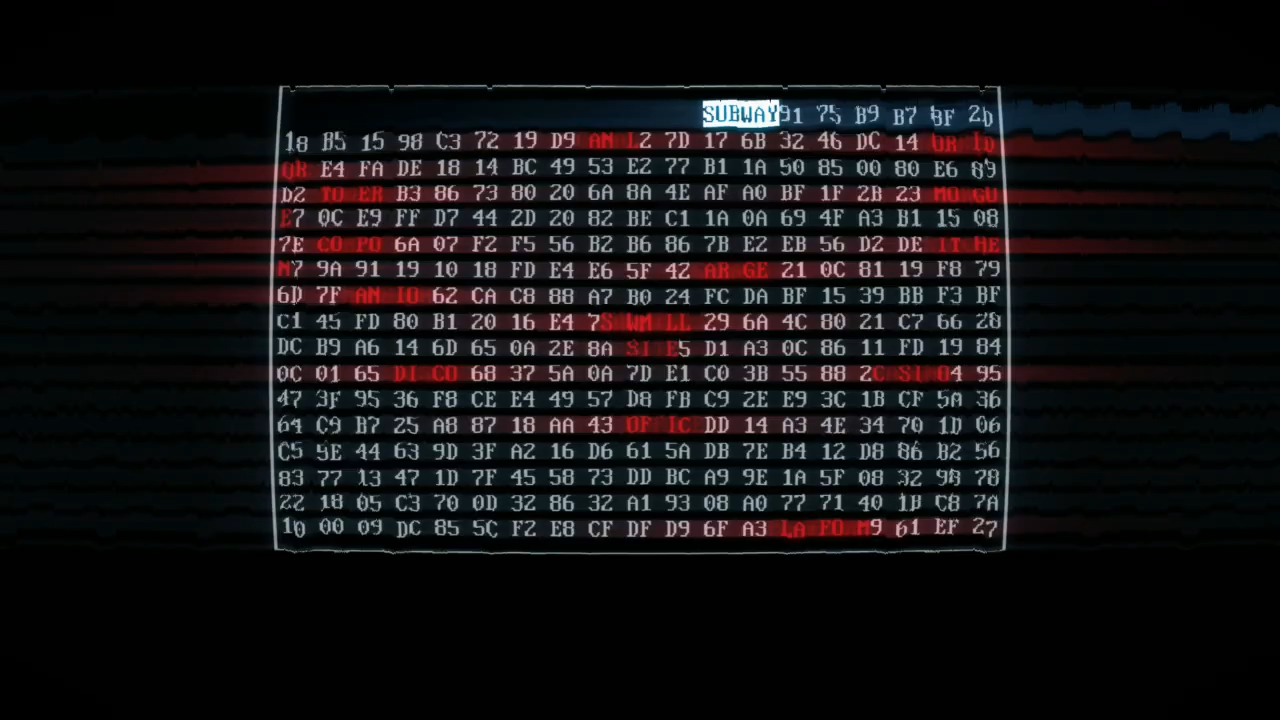 SUBWAY91 75 B9 B7 BF 2D
18 B5 15 98 C3 72 19 D9 AN L2 7D 17 6B 32 46 DC 14 OR ID
OR E4 FA DE 18 14 BC 49 53 E2 77 B1 1A 50 85 00 80 E6 89
D2 TO ER B3 86 73 80 20 6A 8A 4E AF A0 BF 1F 2B 23 MO GU
E7 0C E9 FF D7 44 2D 20 82 BE C1 1A 0A 69 4F A3 B1 15 08
7E CO PO 6A 07 F2 F5 56 B2 B6 86 7B E2 EB 56 D2 DE IT HE
N7 9A 91 19 10 18 FD E4 E6 5F 42 AR GE 21 0C 81 19 F8 79
6D 7F AN IO 62 CA C8 88 A7 B0 24 FC DA BF 15 39 BB F3 BF
C1 45 FD 80 B1 20 16 E4 7S WM LL 29 6A 4C 80 21 C7 66 28
DC B9 A6 14 6D 65 0A 2E 8A SI E5 D1 A3 0C 86 11 FD 19 84
0C 01 65 DI CO 68 37 5A 0A 7D E1 C0 3B 55 88 2C SI O4 95
47 3F 95 36 F8 CE E4 49 57 D8 FB C9 2E E9 3C 1B CF 5A 36
64 C9 B7 25 A8 87 18 AA 43 OF IC DD 14 A3 4E 34 70 1D 06
C5 5E 44 63 9D 3F A2 16 D6 61 5A DB 7E B4 12 D8 86 B2 56
83 77 13 47 1D 7F 45 58 73 DD BC A9 9E 1A 5F 08 32 98 78
22 18 05 C3 70 0D 32 86 32 A1 93 08 A0 77 71 40 1B C8 7A
10 00 09 DC 85 5C F2 E8 CF DF D9 6F A3 LA FO M9 61 EF 27